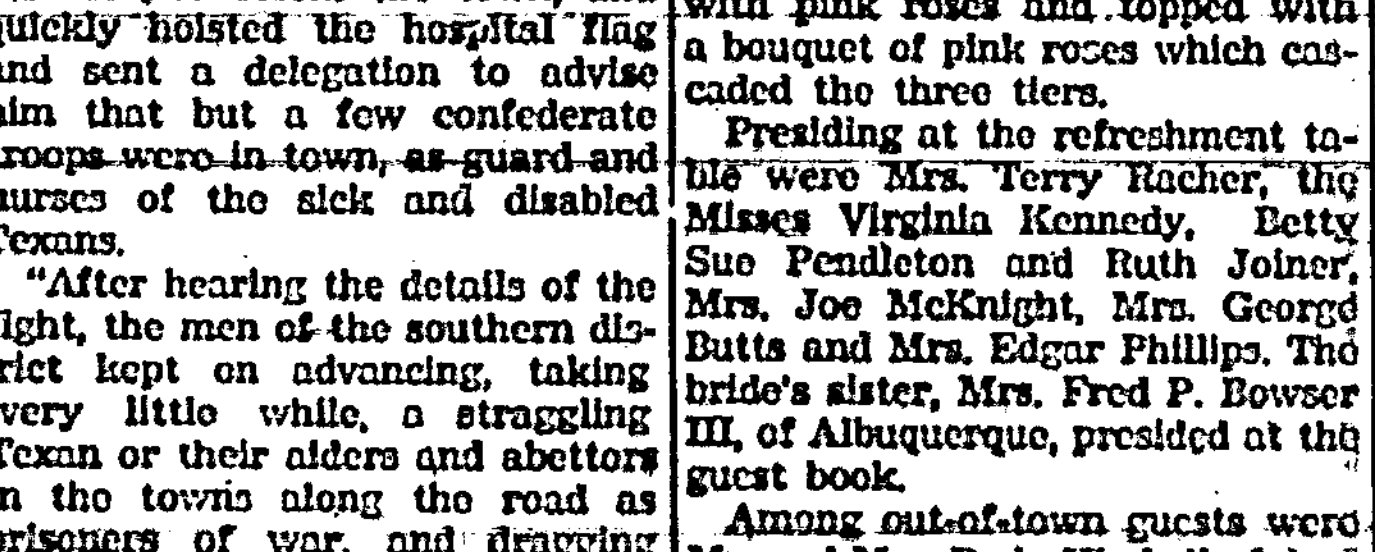 quickly hoisted the hospital flag
and sent a delegation to advise
him that but a few confederate
troops were in town, as guard and
nurses of the sick and disabled
Texans.
"After hearing the details of the
fight, the men of the southern dis-
trict kept on advancing, taking
every little while, a straggling
Texan or their aiders and abettors
in the towns along the road as
prisoners of war, and dragging
with pink roses and topped with
a bouquet of pink roses which cas-
caded the three tiers.
Presiding at the refreshment ta-
ble were Mrs. Terry Racher, the
Misses Virginia Kennedy, Betty
Sue Pendleton and Ruth Joiner,
Mrs. Joe McKnight, Mrs. George
Butts and Mrs. Edgar Phillips. The
bride's sister, Mrs. Fred P. Bowser
III, of Albuquerque, presided at the
guest book.
Among out-of-town guests were